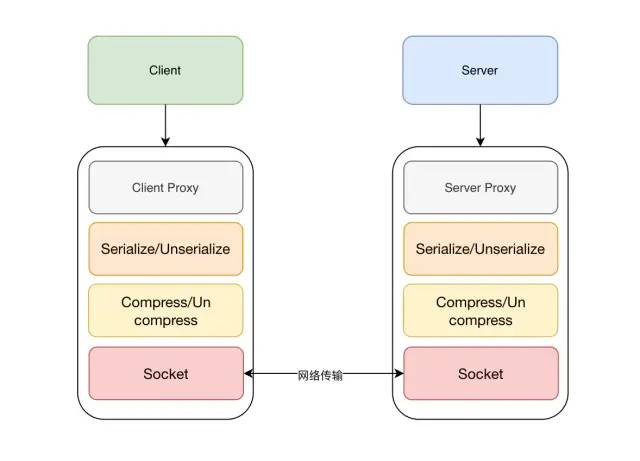 Client
Server
Client Proxy
Server Proxy
Serialize/Unserialize
Serialize/Unserialize
Compress/Un
compress
Compress/Un
compress
Socket
网络传输
Socket